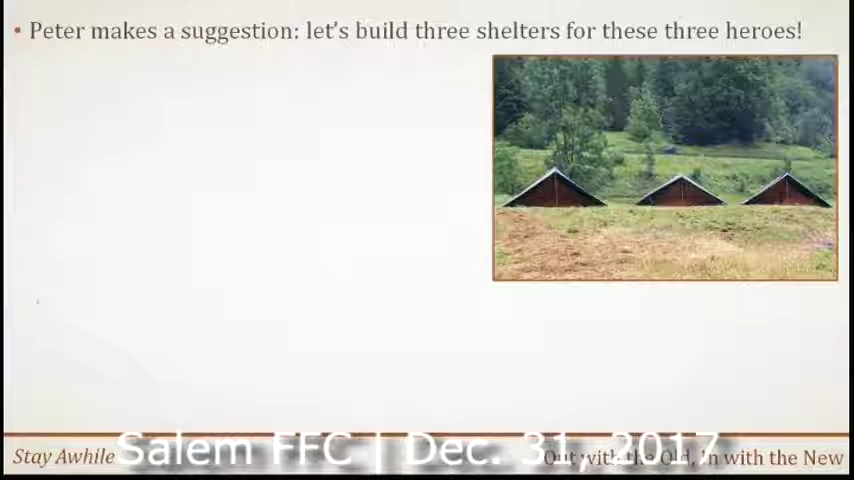 • Peter makes a suggestion: let's build three shelters for these three heroes!
Stay Awhile
Salem FFC | Dec. 31, 2017
Out with the Old, In with the New